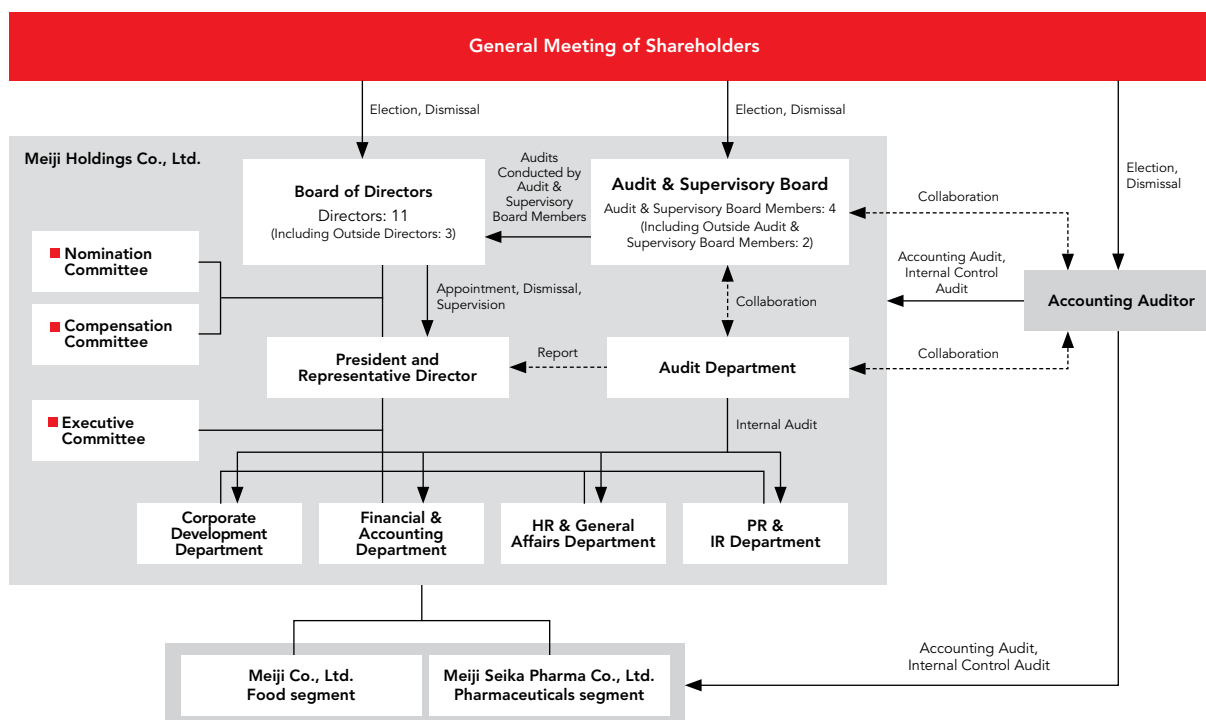 General Meeting of Shareholders
Election, Dismissal
Election, Dismissal
Election,
Dismissal
Meiji Holdings Co., Ltd.
Board of Directors
Directors: 11
(Including Outside Directors: 3)
Audits
Conducted by
Audit &
Supervisory
Board Members
Audit & Supervisory Board
Audit & Supervisory Board Members: 4
(Including Outside Audit &
Supervisory Board Members: 2)
Collaboration
Nomination
Committee
Compensation
Committee
Appointment, Dismissal,
Supervision
Collaboration
Accounting Audit,
Internal Control
Audit
Accounting Auditor
President and
Representative Director
Report
Audit Department
Collaboration
Executive
Committee
Internal Audit
Corporate
Development
Department
Financial &
Accounting
Department
HR & General
Affairs Department
PR &
IR Department
Accounting Audit,
Internal Control Audit
Meiji Co., Ltd.
Food segment
Meiji Seika Pharma Co., Ltd.
Pharmaceuticals segment